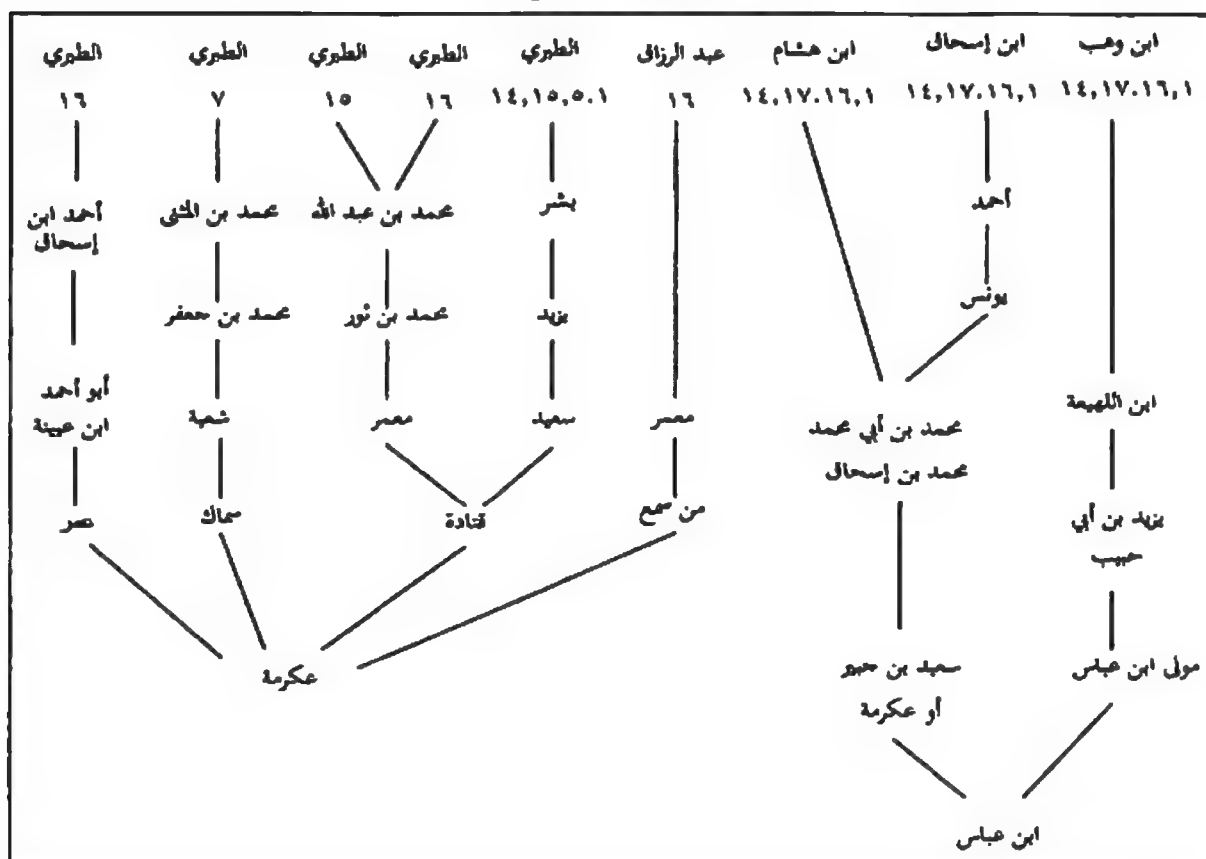 ابن وهب ابن إسحاق ابن هشام عبد الرزاق الطبري الطبري الطبري الطبري الطبري
١٤,١٧.١٦,١ ١٤,١٧.١٦,١ ١٤,١٧.١٦,١ ١٦ ١٤,١٥,٥.١ ١٦ ١٥ ٧ ١٦
أحمد بشر محمد بن عبد الله محمد بن المثنى أحمد ابن
إسحاق
يونس يزيد محمد بن ثور محمد بن جعفر
أبو أحمد
ابن اللهيعة محمد بن أبي محمد معمر سعيد معمر شعبة ابن عيينة
محمد بن إسحاق
يزيد بن أبي من سمع قتادة سماك
حبيب
مولى ابن عباس سعيد بن جبير عكرمة
أو عكرمة
ابن عباس